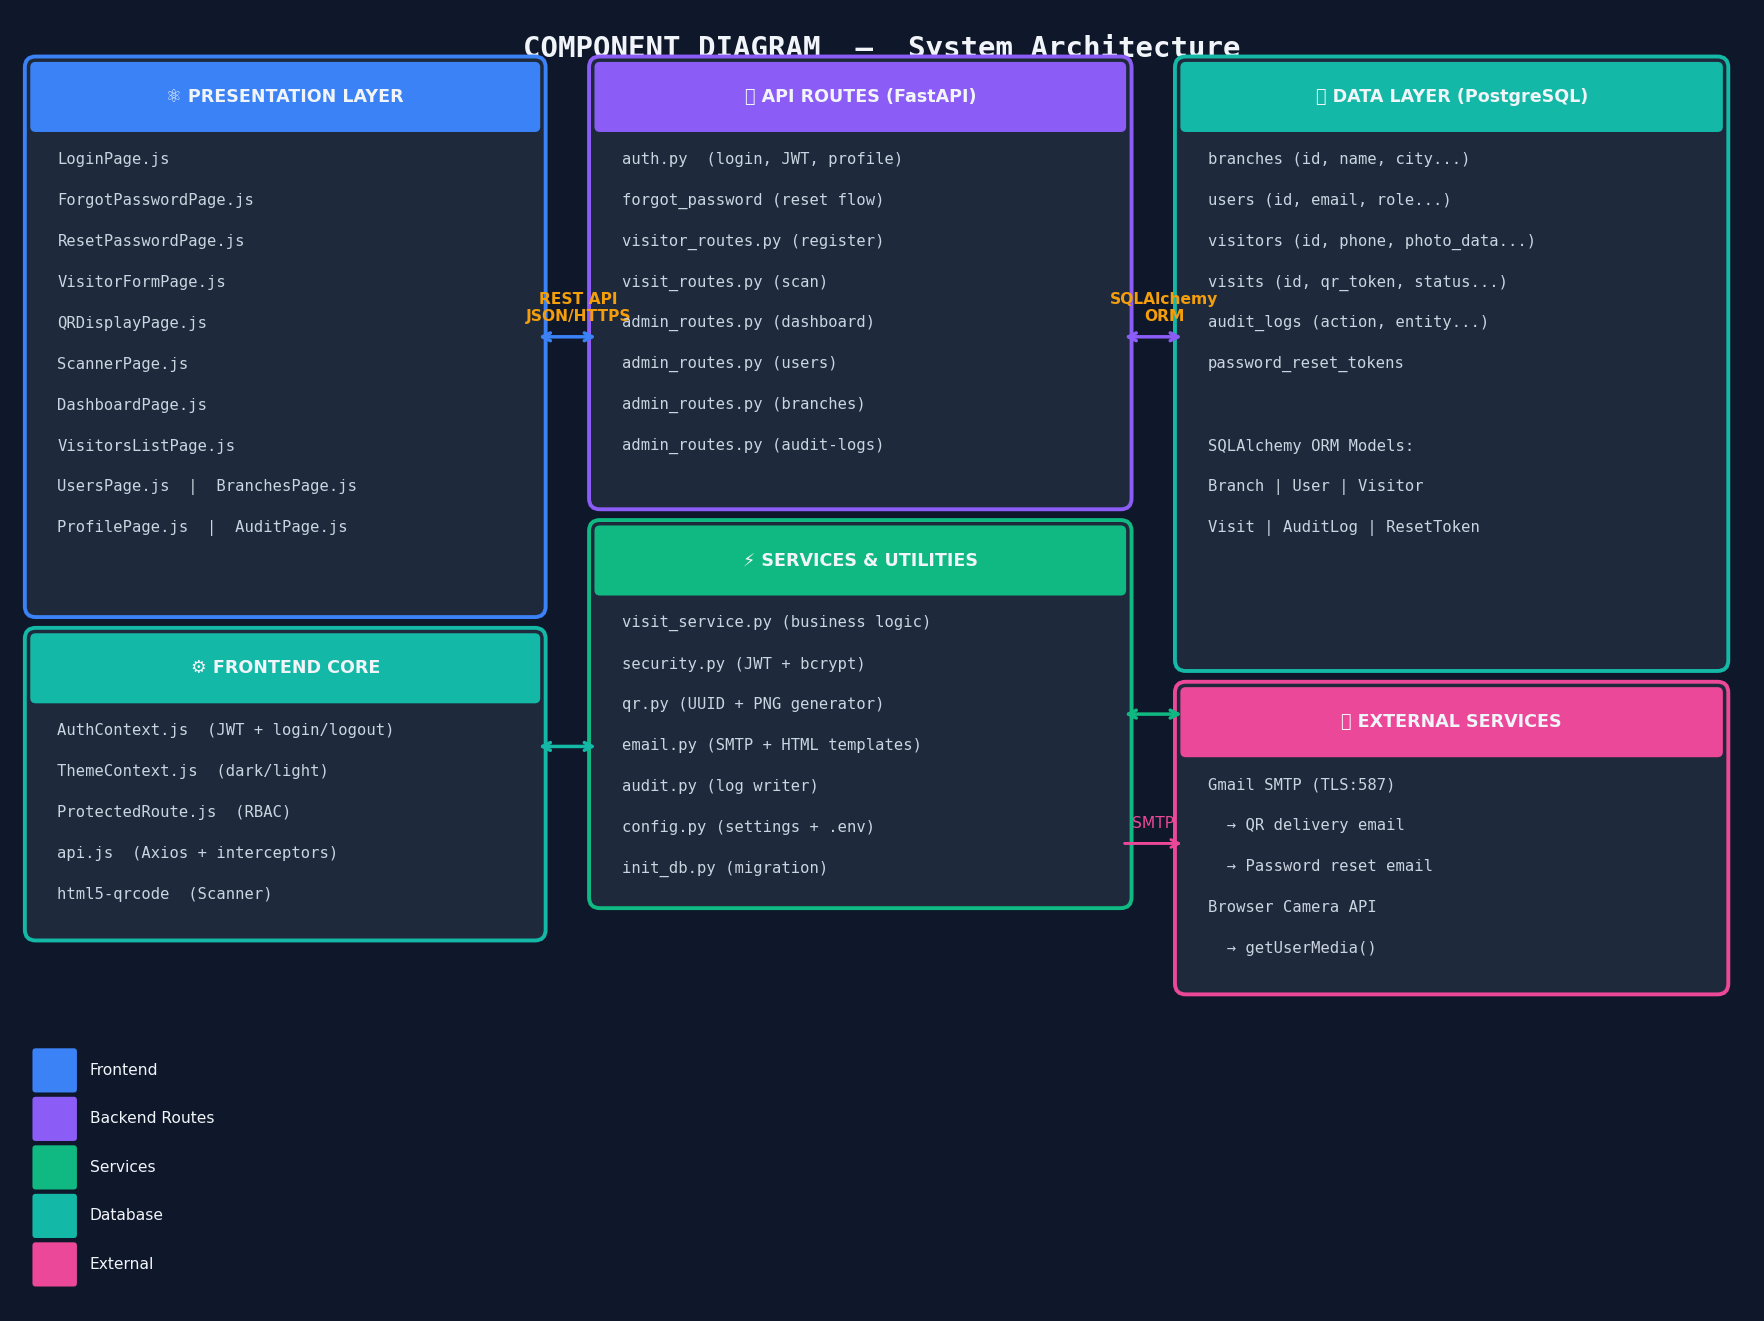 COMPONENT DIAGRAM — System Architecture
⚛ PRESENTATION LAYER
LoginPage.js
ForgotPasswordPage.js
ResetPasswordPage.js
VisitorFormPage.js
QRDisplayPage.js
ScannerPage.js
DashboardPage.js
VisitorsListPage.js
UsersPage.js | BranchesPage.js
ProfilePage.js | AuditPage.js
⚙ FRONTEND CORE
AuthContext.js (JWT + login/logout)
ThemeContext.js (dark/light)
ProtectedRoute.js (RBAC)
api.js (Axios + interceptors)
html5-qrcode (Scanner)
REST API
JSON/HTTPS
API ROUTES (FastAPI)
auth.py (login, JWT, profile)
forgot_password (reset flow)
visitor_routes.py (register)
visit_routes.py (scan)
admin_routes.py (dashboard)
admin_routes.py (users)
admin_routes.py (branches)
admin_routes.py (audit-logs)
⚡ SERVICES & UTILITIES
visit_service.py (business logic)
security.py (JWT + bcrypt)
qr.py (UUID + PNG generator)
email.py (SMTP + HTML templates)
audit.py (log writer)
config.py (settings + .env)
init_db.py (migration)
SQLAlchemy
ORM
SMTP
DATA LAYER (PostgreSQL)
branches (id, name, city...)
users (id, email, role...)
visitors (id, phone, photo_data...)
visits (id, qr_token, status...)
audit_logs (action, entity...)
password_reset_tokens
SQLAlchemy ORM Models:
Branch | User | Visitor
Visit | AuditLog | ResetToken
EXTERNAL SERVICES
Gmail SMTP (TLS:587)
→ QR delivery email
→ Password reset email
Browser Camera API
→ getUserMedia()
Frontend
Backend Routes
Services
Database
External